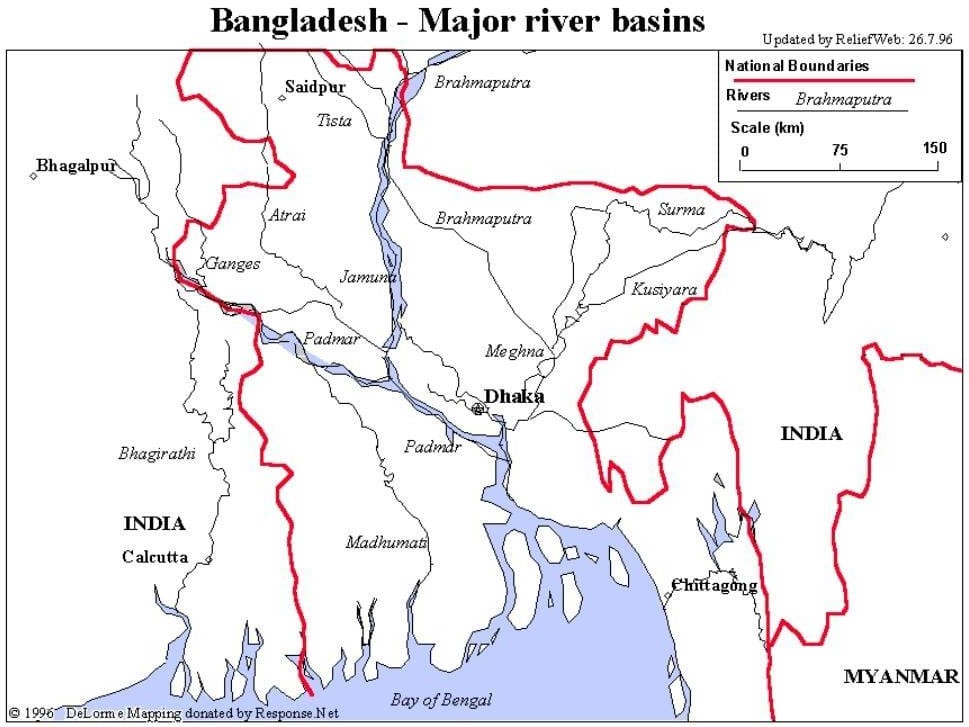 Bangladesh - Major river basins
Updated by ReliefWeb: 26.7.96
National Boundaries
Rivers Brahmaputra
Scale (km)
0 75 150
Brahmaputra
Saidpur
Tista
Bhagalpur
Atrai
Brahmaputra
Surma
Ganges
Jamuna
Kusiyara
Padmar
Meghna
Dhaka
Padmar
INDIA
Bhagirathi
INDIA
Calcutta
Madhumati
Chittagong
MYANMAR
Bay of Bengal
© 1996 DeLorme Mapping donated by Response.Net